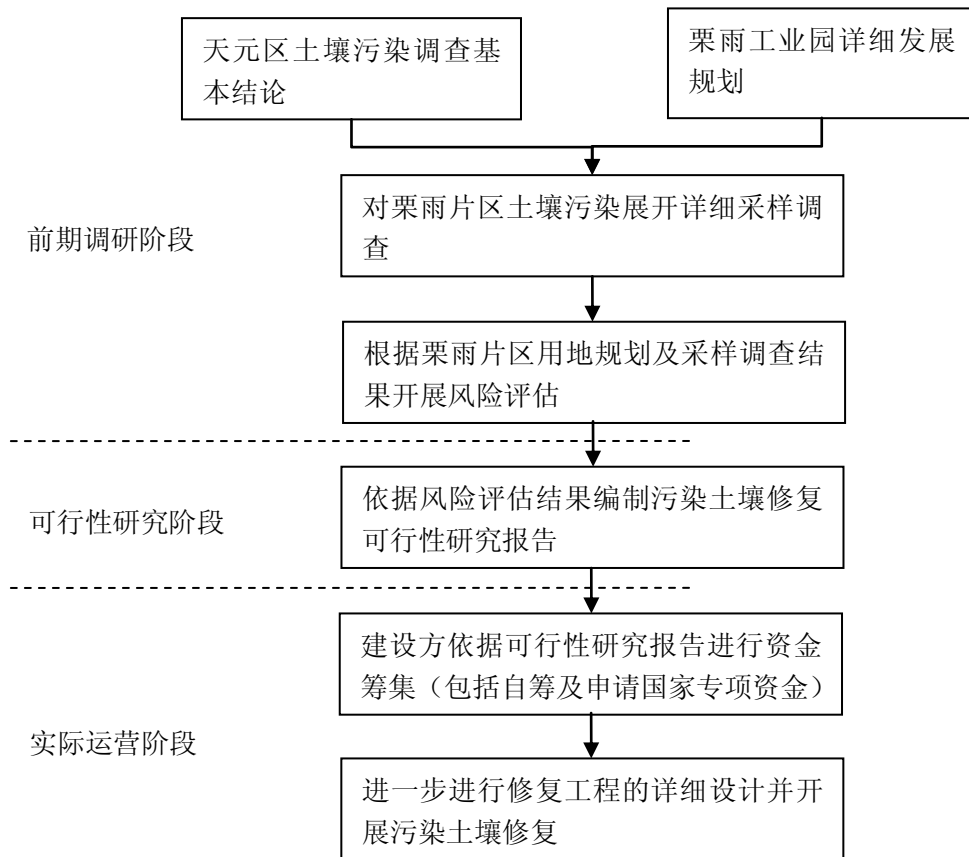 天元区土壤污染调查基
本结论
栗雨工业园详细发展
规划
前期调研阶段
对栗雨片区土壤污染展开详细采样调
查
根据栗雨片区用地规划及采样调查结
果开展风险评估
可行性研究阶段
依据风险评估结果编制污染土壤修复
可行性研究报告
建设方依据可行性研究报告进行资金
筹集（包括自筹及申请国家专项资金）
实际运营阶段
进一步进行修复工程的详细设计并开
展污染土壤修复